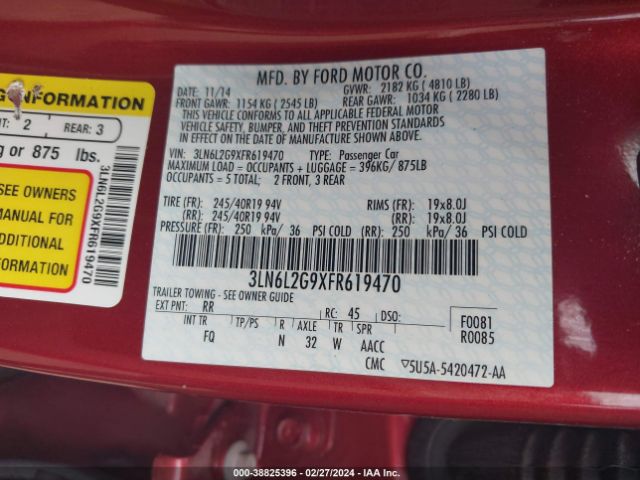 MFD. BY FORD MOTOR CO.
DATE: 11/14 GVWR: 2182 KG ( 4810 LB)
FRONT GAWR: 1154 KG ( 2545 LB) REAR GAWR: 1034 KG ( 2280 LB)
THIS VEHICLE CONFORMS TO ALL APPLICABLE FEDERAL MOTOR
VEHICLE SAFETY, BUMPER, AND THEFT PREVENTION STANDARDS
IN EFFECT ON THE DATE OF MANUFACTURE SHOWN ABOVE.
VIN: 3LN6L2G9XFR619470 TYPE: Passenger Car
MAXIMUM LOAD = OCCUPANTS + LUGGAGE = 396KG/ 875LB
OCCUPANTS = 5 TOTAL; 2 FRONT, 3 REAR
TIRE (FR): 245/40R19 94V RIMS (FR): 19x8.0J
(RR): 245/40R19 94V (RR): 19x8.0J
PRESSURE (FR): 250 kPa/ 36 PSI COLD (RR): 250 kPa/ 36 PSI COLD
3LN6L2G9XFR619470
TRAILER TOWING - SEE OWNER GUIDE
EXT PNT: RR RC: 45 DSO:
INT TR TP/PS R AXLE TR SPR
FQ N 32 W AACC
F0081
R0085
CMC 5U5A-5420472-AA
G INFORMATION
NT: 2 REAR: 3
g or 875 lbs.
SEE OWNERS
MANUAL FOR
ADDITIONAL
INFORMATION
3LN6L2G9XFR619470
000-38825396 - 02/27/2024 - IAA Inc.